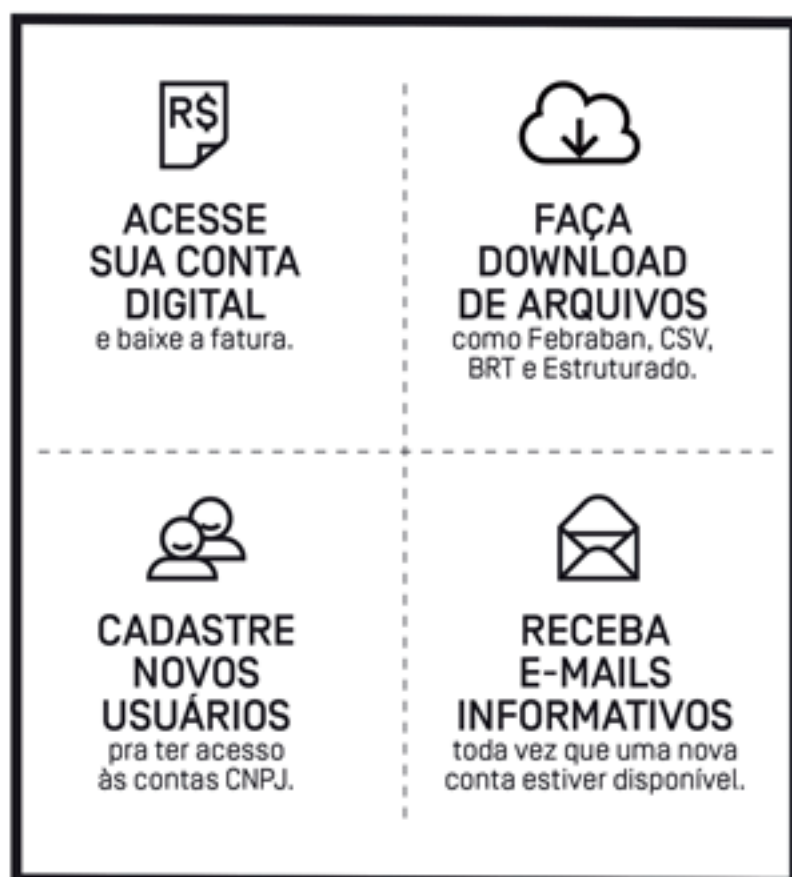 R$
ACESSE
SUA CONTA
DIGITAL
e baixe a fatura.
FAÇA
DOWNLOAD
DE ARQUIVOS
como Febraban, CSV,
BRT e Estruturado.
CADASTRE
NOVOS
USUÁRIOS
pra ter acesso
às contas CNPJ.
RECEBA
E-MAILS
INFORMATIVOS
toda vez que uma nova
conta estiver disponível.